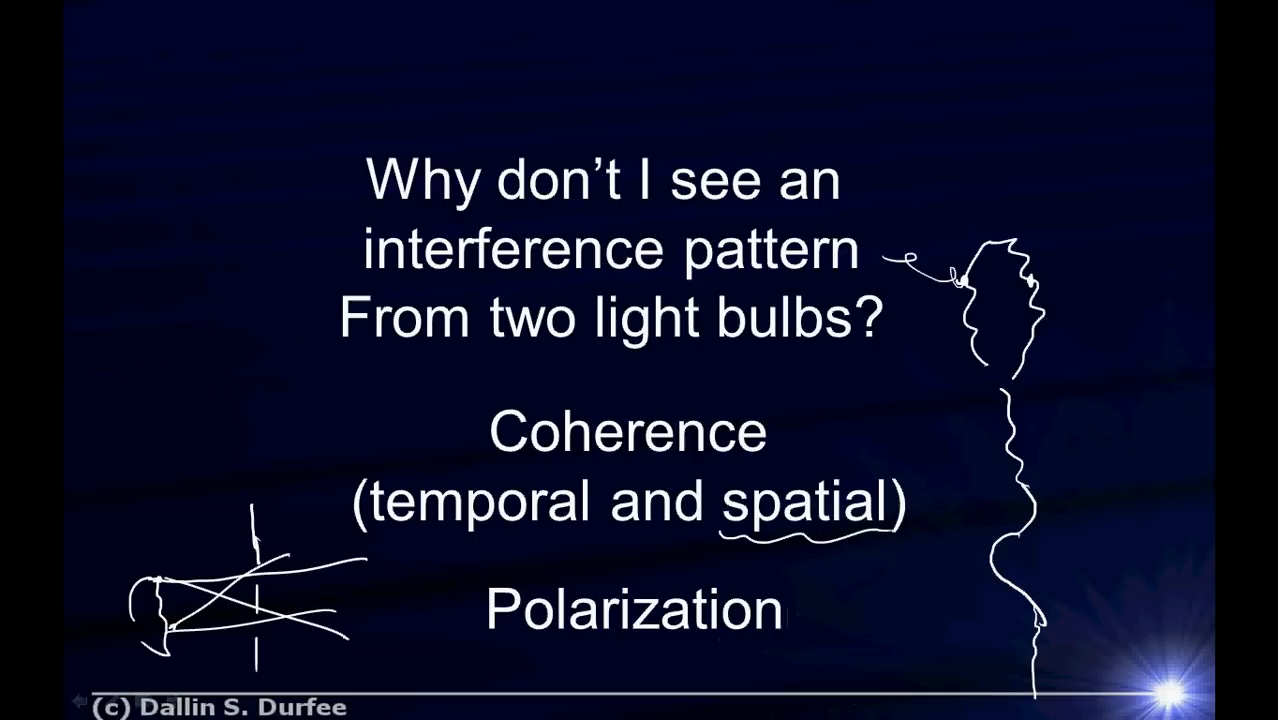 Why don’t I see an
interference pattern
From two light bulbs?
Coherence
(temporal and spatial)
Polarization
(c) Dallin S. Durfee